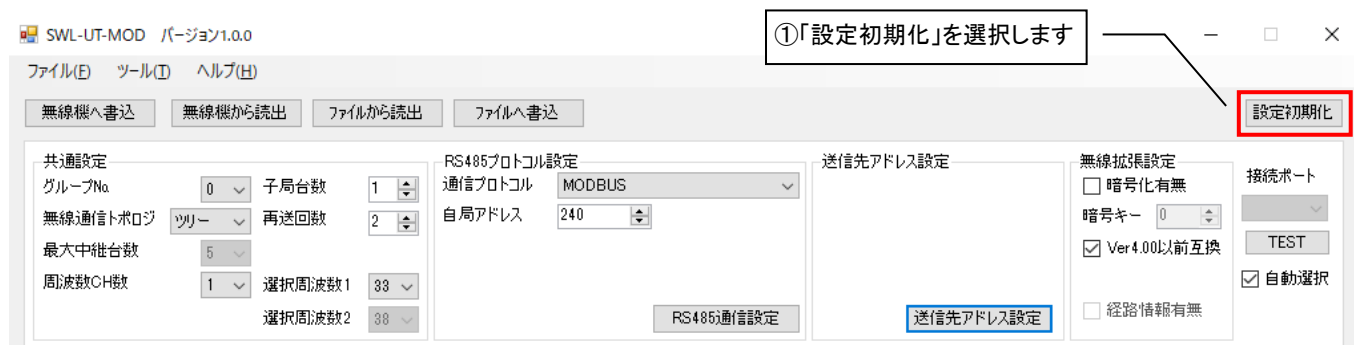 ①「設定初期化」を選択します
SWL-UT-MOD バージョン1.0.0
ファイル(F) ツール(T) ヘルプ(H)
無線機へ書込 無線機から読出 ファイルから読出 ファイルへ書込 設定初期化
共通設定 RS485プロトコル設定 送信先アドレス設定 無線拡張設定
グループNo. 0 子局台数 1 通信プロトコル MODBUS 暗号化有無 接続ポート
無線通信トポロジ ツリー 再送回数 2 自局アドレス 240 暗号キー 0
最大中継台数 5 Ver4.00以前互換 TEST
周波数CH数 1 選択周波数1 33 自動選択
選択周波数2 38 RS485通信設定 送信先アドレス設定 経路情報有無